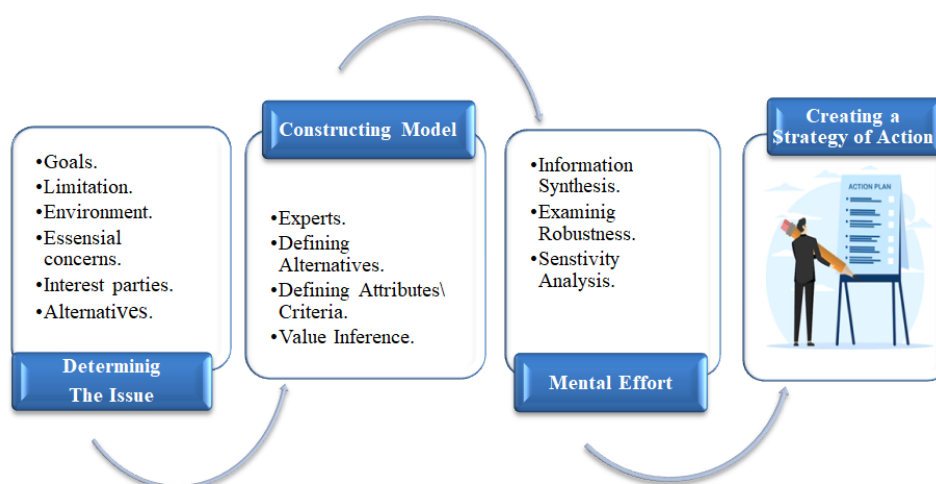 •Goals.
•Limitation.
•Environment.
•Essensial
concerns.
•Interest parties.
•Alternatives.
Determinig
The Issue
Constructing Model
•Experts.
•Defining
Alternatives.
•Defining Attributes\
Criteria.
•Value Inference.
•Information
Synthesis.
•Examinig
Robustness.
•Senstivity
Analysis.
Mental Effort
Creating a
Strategy of Action
ACTION PLAN